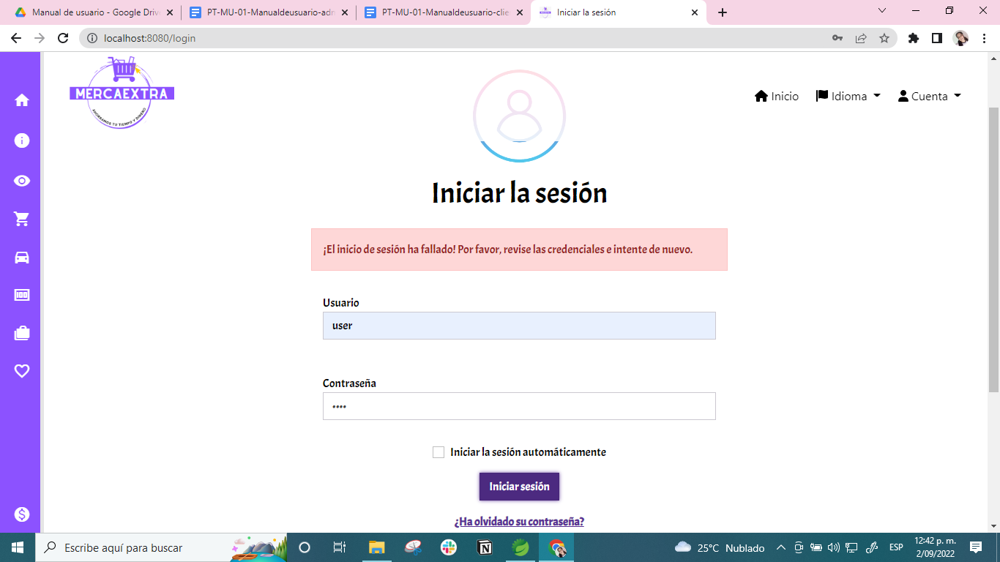 Manual de usuario - Google Driv
PT-MU-01-Manualdeusuario-adm
PT-MU-01-Manualdeusuario-clie
Iniciar la sesión
localhost:8080/login
MERCAEXTRA
AHORRAMOS TU TIEMPO Y DINERO
Inicio
Idioma
Cuenta
Iniciar la sesión
¡El inicio de sesión ha fallado! Por favor, revise las credenciales e intente de nuevo.
Usuario
user
Contraseña
••••
Iniciar la sesión automáticamente
Iniciar sesión
¿Ha olvidado su contraseña?
Escribe aquí para buscar
25°C Nublado
ESP
12:42 p. m.
2/09/2022